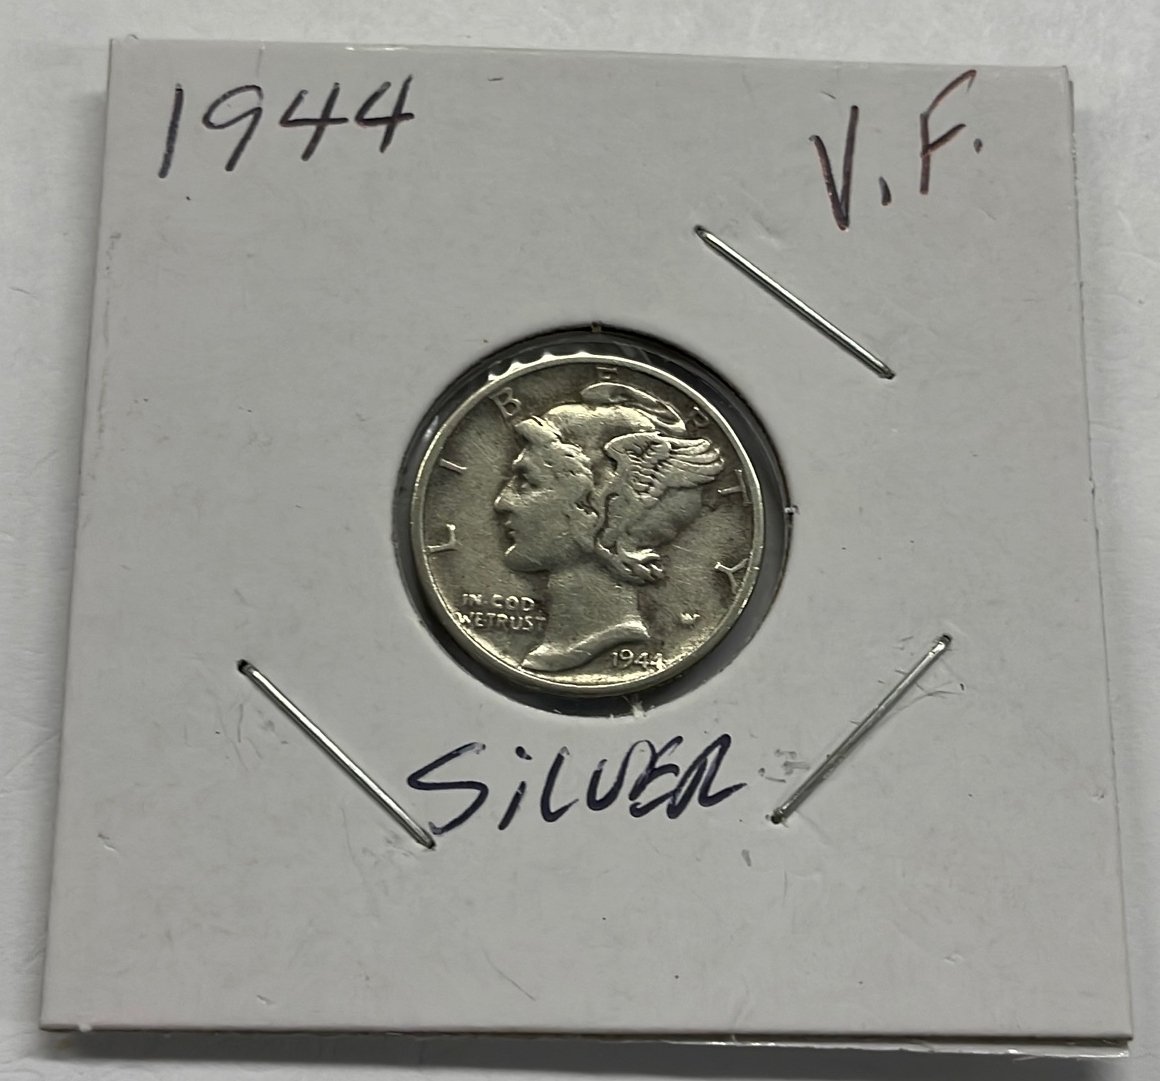 1944
V.F.
LIBERTY
IN GOD
WE TRUST
1944
SILVER